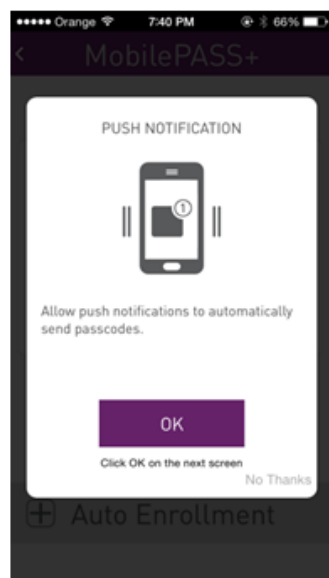 Orange 7:40 PM 66%
MobilePASS+
PUSH NOTIFICATION
1
Allow push notifications to automatically
send passcodes.
OK
Click OK on the next screen
No Thanks
Auto Enrollment